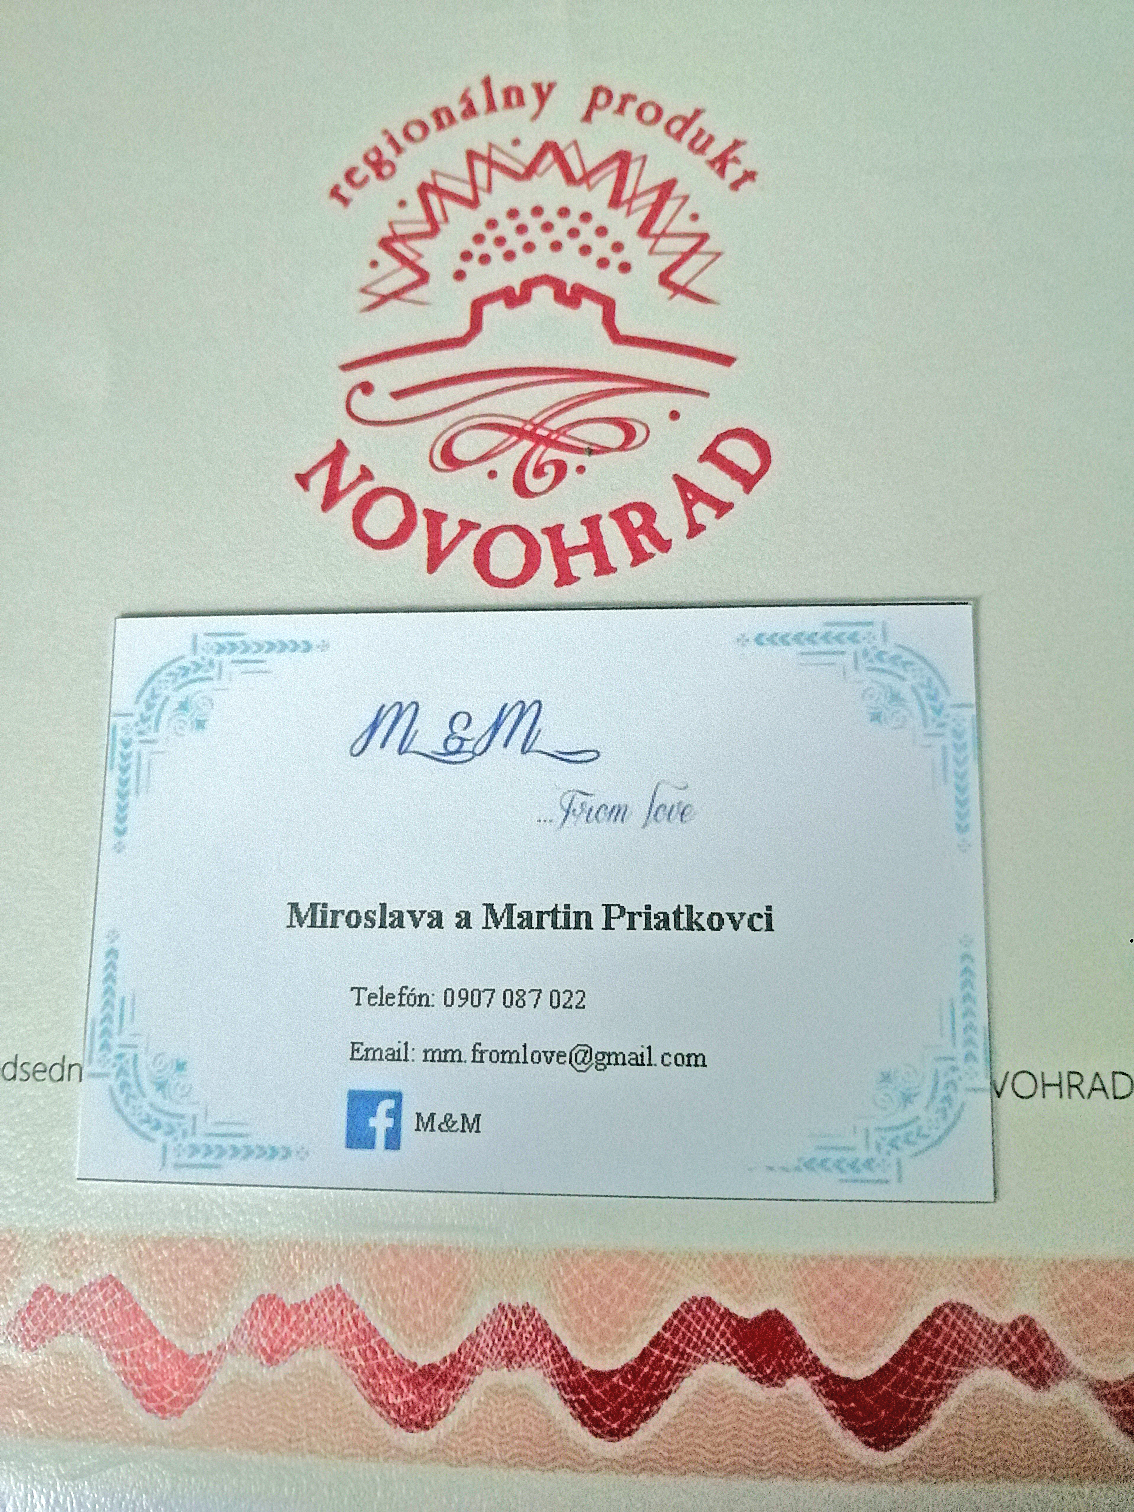 regionálny produkt
NOVOHRAD
M & M
...From love
Miroslava a Martin Priatkovci
Telefón: 0907 087 022
Email: mm.fromlove@gmail.com
f M&M
dsedn
VOHRAD